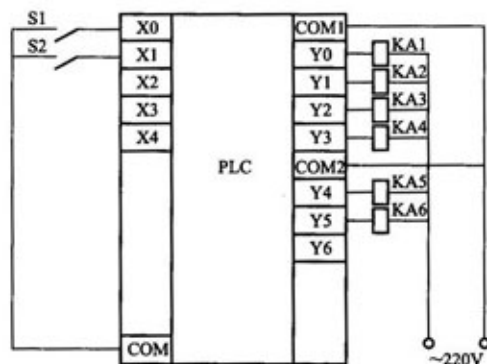 S1
S2
X0
X1
X2
X3
X4
COM
PLC
COM1
Y0
Y1
Y2
Y3
COM2
Y4
Y5
Y6
KA1
KA2
KA3
KA4
KA5
KA6
~220V